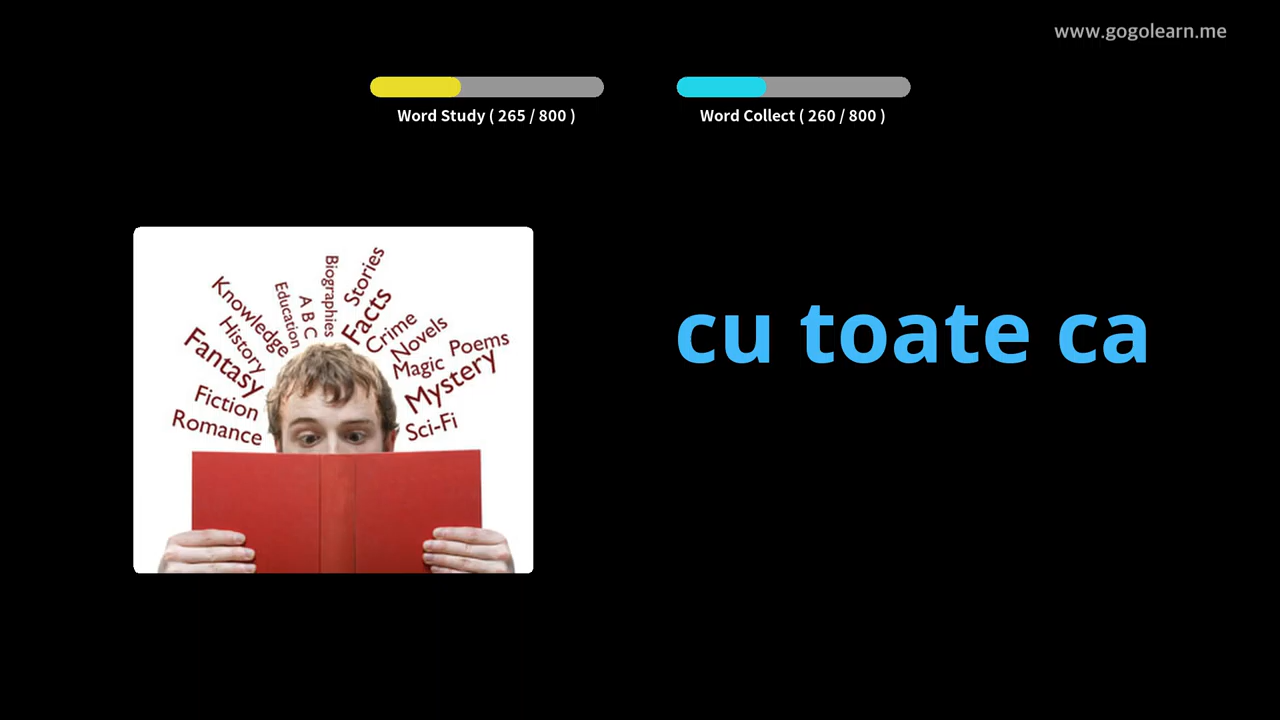 www.gogolearn.me
Word Study ( 265 / 800 )
Word Collect ( 260 / 800 )
cu toate ca
Stories
Biographies
Facts
A B C
Education
Knowledge
Crime
Novels
History
Poems
Magic
Fantasy
Mystery
Fiction
Romance
Sci-Fi